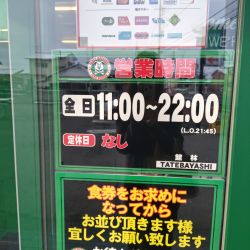 営業時間
全日 11:00~22:00
(L.O.21:45)
定休日 なし
館林
TATEBAYASHI
食券をお求めに
なってから
お並び頂きます様
宜しくお願い致します